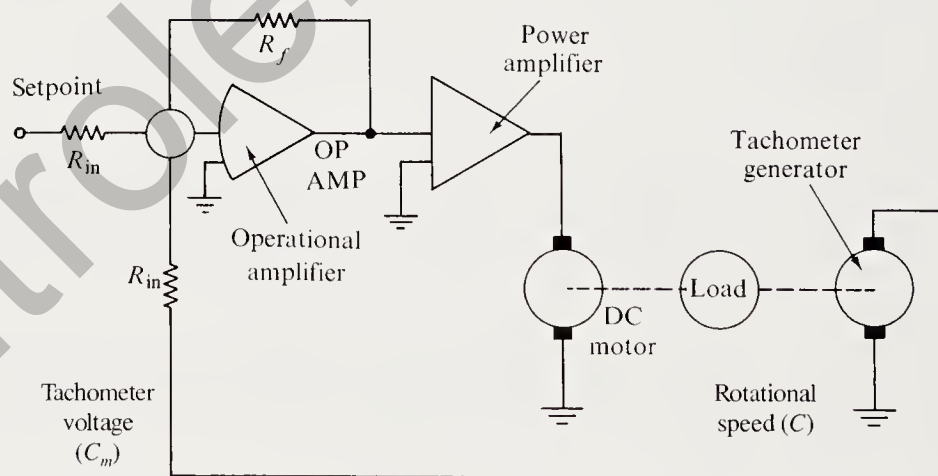 R_f
Power
amplifier
Setpoint
R_in
OP
AMP
Tachometer
generator
Operational
amplifier
R_in
Load
DC
motor
Tachometer
voltage
(C_m)
Rotational
speed (C)